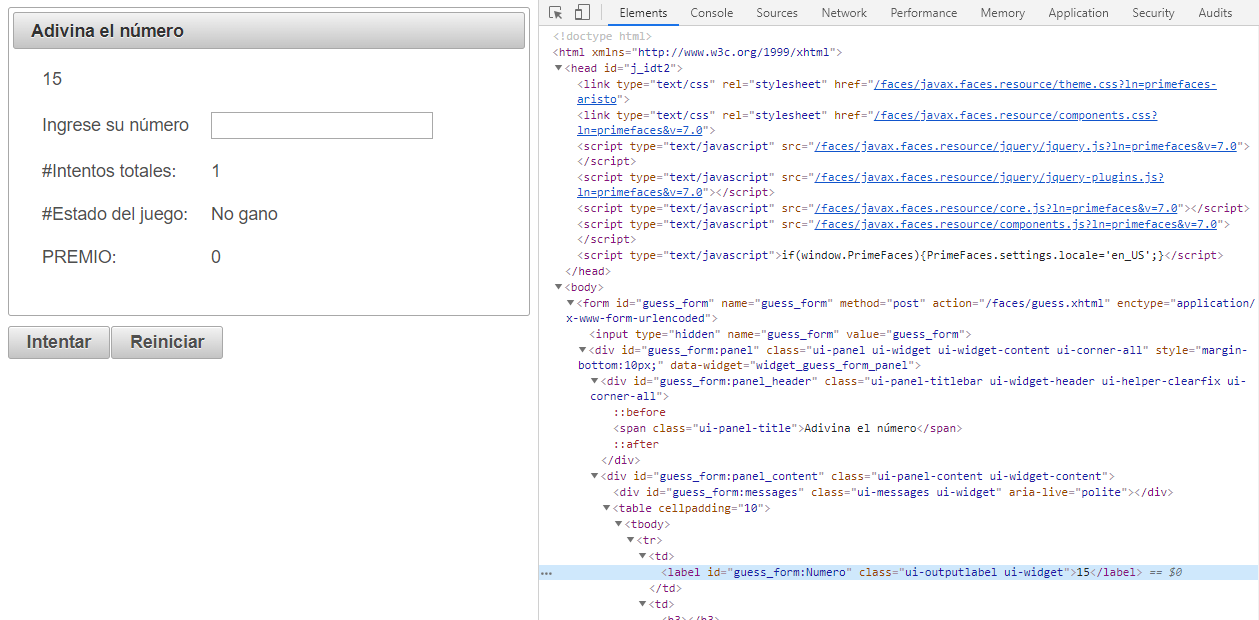 Adivina el número
15
Ingrese su número
#Intentos totales: 1
#Estado del juego: No gano
PREMIO: 0
Intentar Reiniciar
Elements Console Sources Network Performance Memory Application Security Audits
<!doctype html>
<html xmlns="http://www.w3c.org/1999/xhtml">
▼<head id="j_idt2">
<link type="text/css" rel="stylesheet" href="/faces/javax.faces.resource/theme.css?ln=primefaces-
aristo">
<link type="text/css" rel="stylesheet" href="/faces/javax.faces.resource/components.css?
ln=primefaces&v=7.0">
<script type="text/javascript" src="/faces/javax.faces.resource/jquery/jquery.js?ln=primefaces&v=7.0">
</script>
<script type="text/javascript" src="/faces/javax.faces.resource/jquery/jquery-plugins.js?
ln=primefaces&v=7.0"></script>
<script type="text/javascript" src="/faces/javax.faces.resource/core.js?ln=primefaces&v=7.0"></script>
<script type="text/javascript" src="/faces/javax.faces.resource/components.js?ln=primefaces&v=7.0">
</script>
<script type="text/javascript">if(window.PrimeFaces){PrimeFaces.settings.locale='en_US';}</script>
</head>
▼<body>
▼<form id="guess_form" name="guess_form" method="post" action="/faces/guess.xhtml" enctype="application/
x-www-form-urlencoded">
<input type="hidden" name="guess_form" value="guess_form">
▼<div id="guess_form:panel" class="ui-panel ui-widget ui-widget-content ui-corner-all" style="margin-
bottom:10px;" data-widget="widget_guess_form_panel">
▼<div id="guess_form:panel_header" class="ui-panel-titlebar ui-widget-header ui-helper-clearfix ui-
corner-all">
::before
<span class="ui-panel-title">Adivina el número</span>
::after
</div>
▼<div id="guess_form:panel_content" class="ui-panel-content ui-widget-content">
<div id="guess_form:messages" class="ui-messages ui-widget" aria-live="polite"></div>
▼<table cellpadding="10">
▼<tbody>
▼<tr>
▼<td>
<label id="guess_form:Numero" class="ui-outputlabel ui-widget">15</label> == $0
</td>
▼<td>
<h3></h3>